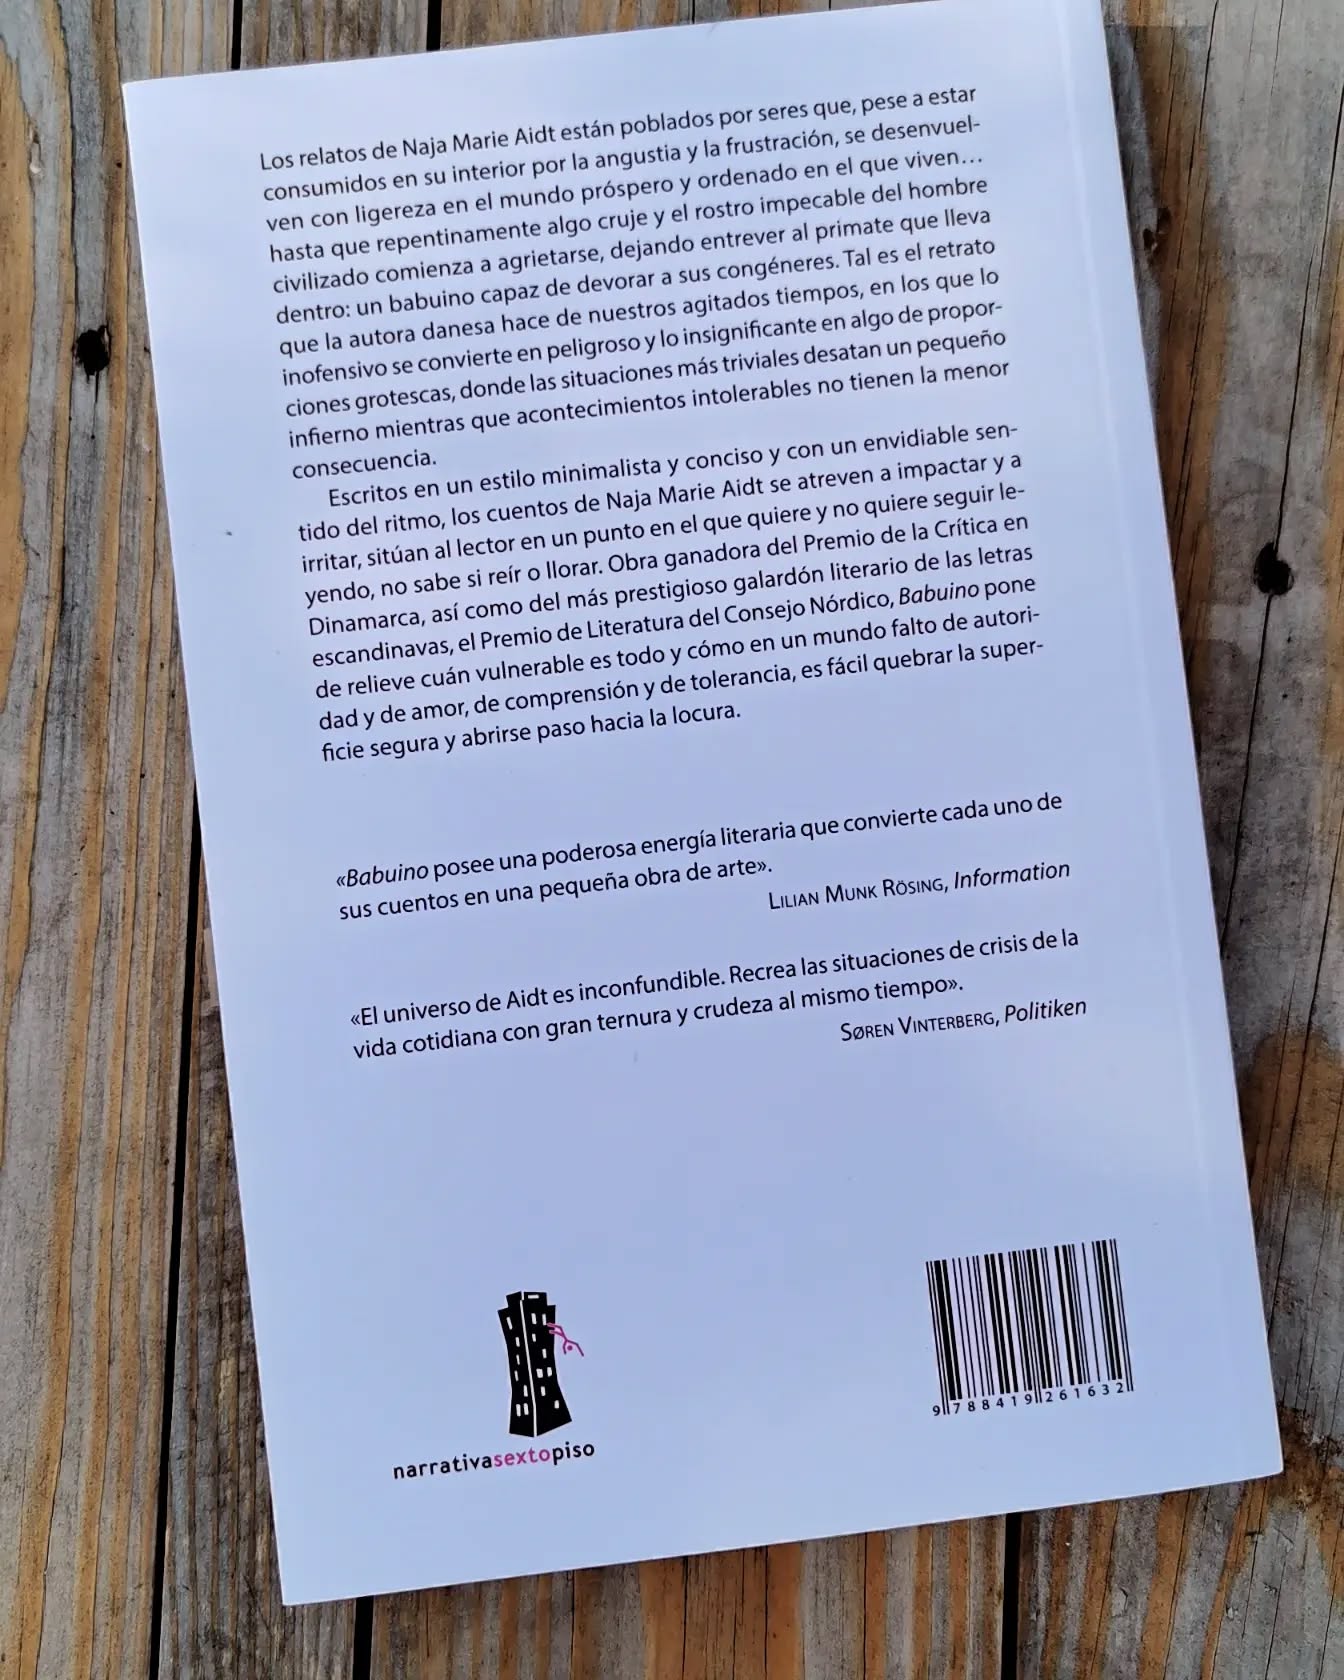 Los relatos de Naja Marie Aidt están poblados por seres que, pese a estar
consumidos en su interior por la angustia y la frustración, se desenvuel-
ven con ligereza en el mundo próspero y ordenado en el que viven…
hasta que repentinamente algo cruje y el rostro impecable del hombre
civilizado comienza a agrietarse, dejando entrever al primate que lleva
dentro: un babuino capaz de devorar a sus congéneres. Tal es el retrato
que la autora danesa hace de nuestros agitados tiempos, en los que lo
inofensivo se convierte en peligroso y lo insignificante en algo de propor-
ciones grotescas, donde las situaciones más triviales desatan un pequeño
infierno mientras que acontecimientos intolerables no tienen la menor
consecuencia.
Escritos en un estilo minimalista y conciso y con un envidiable sen-
tido del ritmo, los cuentos de Naja Marie Aidt se atreven a impactar y a
irritar, sitúan al lector en un punto en el que quiere y no quiere seguir le-
yendo, no sabe si reír o llorar. Obra ganadora del Premio de la Crítica en
Dinamarca, así como del más prestigioso galardón literario de las letras
escandinavas, el Premio de Literatura del Consejo Nórdico, Babuino pone
de relieve cuán vulnerable es todo y cómo en un mundo falto de autori-
dad y de amor, de comprensión y de tolerancia, es fácil quebrar la super-
ficie segura y abrirse paso hacia la locura.
«Babuino posee una poderosa energía literaria que convierte cada uno de
sus cuentos en una pequeña obra de arte».
Lilian Munk Rösing, Information
«El universo de Aidt es inconfundible. Recrea las situaciones de crisis de la
vida cotidiana con gran ternura y crudeza al mismo tiempo».
Søren Vinterberg, Politiken
9 788419 261632
narrativasextopiso